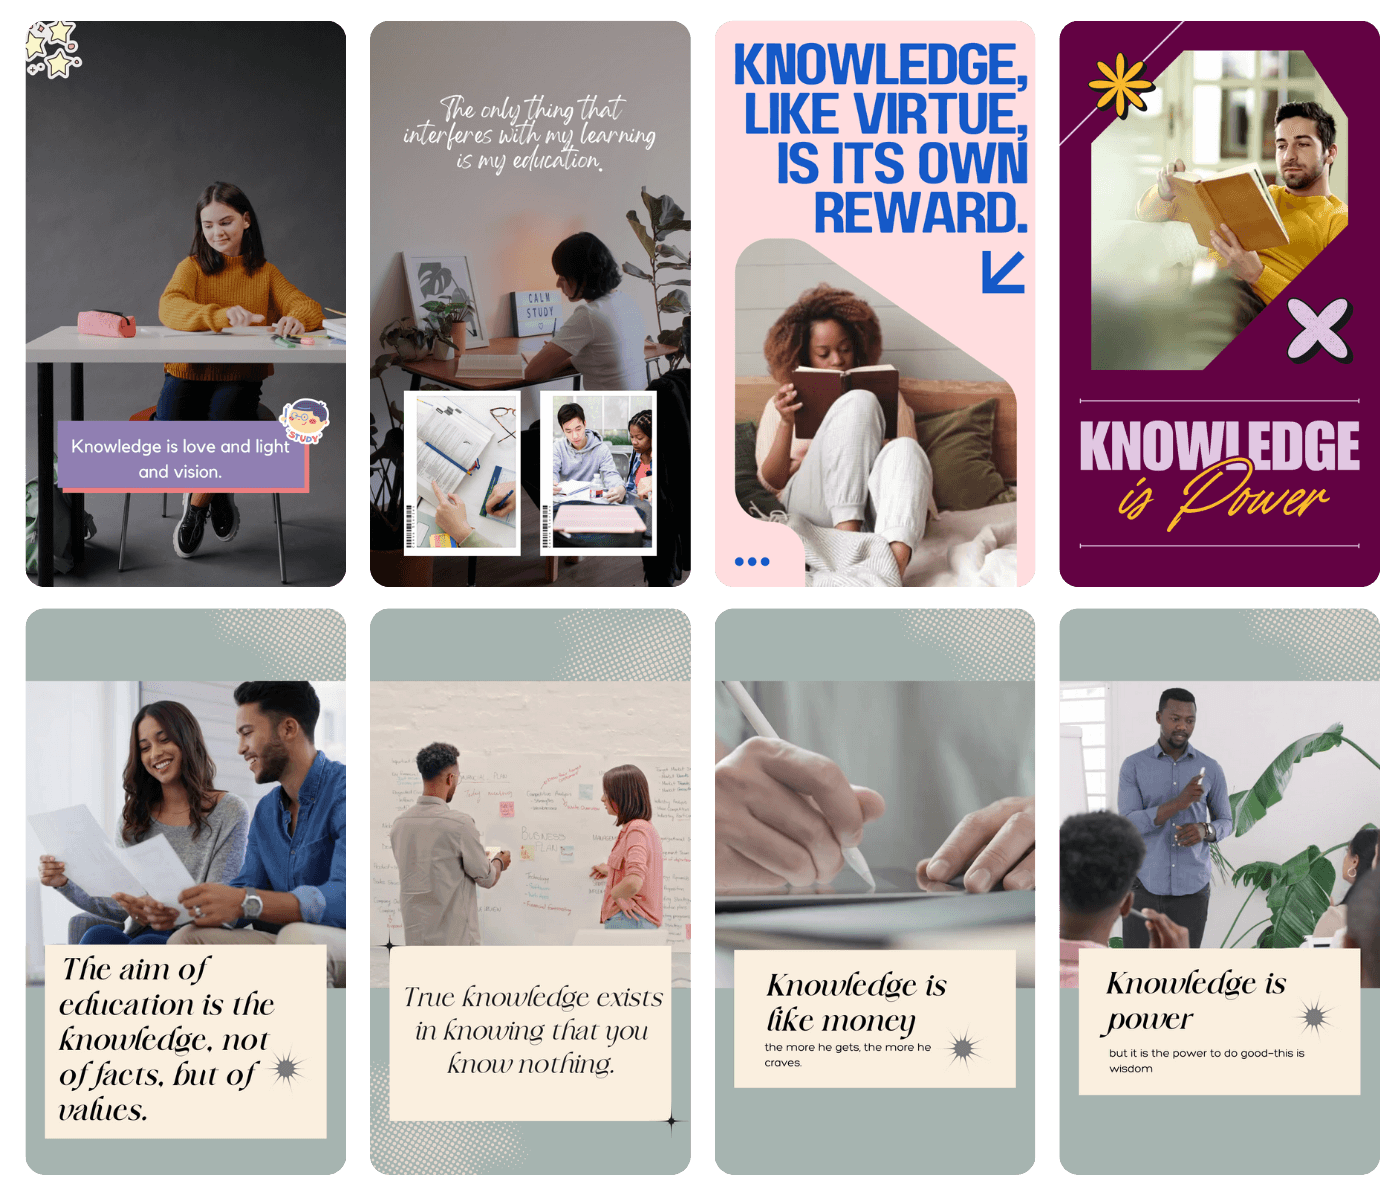 STUDY
Knowledge is love and light
and vision.
The only thing that
interferes with my learning
is my education.
CALM
STUDY
KNOWLEDGE,
LIKE VIRTUE,
IS ITS OWN
REWARD.
KNOWLEDGE
is Power
The aim of
education is the
knowledge, not
of facts, but of
values.
BUSINESS
PLAN
True knowledge exists
in knowing that you
know nothing.
Knowledge is
like money
the more he gets, the more he
craves.
Knowledge is
power
but it is the power to do good–this is
wisdom